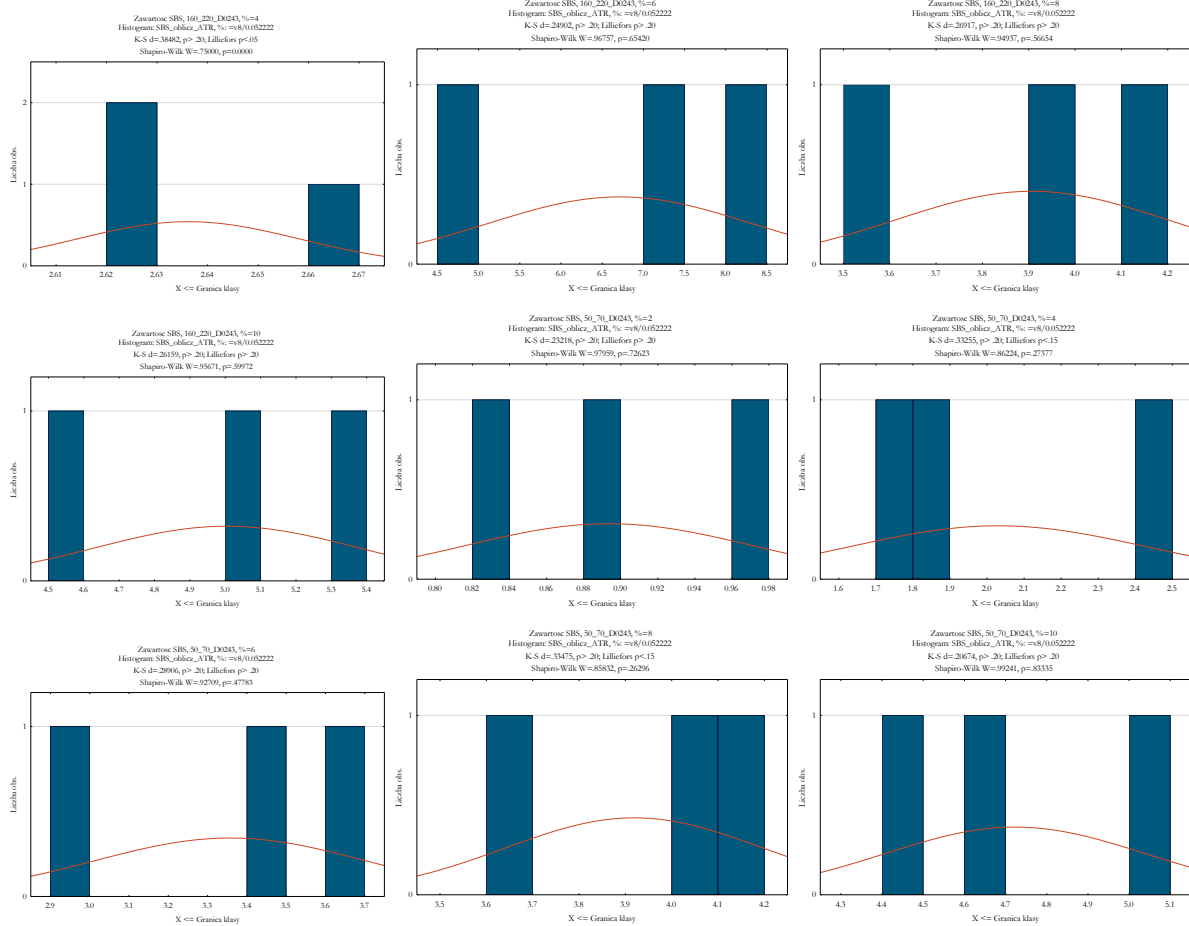 Zawartosc SBS, 160_220_D0243, %=4
Histogram: SBS_oblicz_ATR, %: =v8/0.052222
K-S d=.38482, p> .20; Lilliefors p<.05
Shapiro-Wilk W=.75000, p=0.0000
Liczba obs.
2
1
0
2.61 2.62 2.63 2.64 2.65 2.66 2.67
X <= Granica klasy
Zawartosc SBS, 160_220_D0243, %=6
Histogram: SBS_oblicz_ATR, %: =v8/0.052222
K-S d=.24902, p> .20; Lilliefors p> .20
Shapiro-Wilk W=.96757, p=.65420
Liczba obs.
1
0
4.5 5.0 5.5 6.0 6.5 7.0 7.5 8.0 8.5
X <= Granica klasy
Zawartosc SBS, 160_220_D0243, %=8
Histogram: SBS_oblicz_ATR, %: =v8/0.052222
K-S d=.26917, p> .20; Lilliefors p> .20
Shapiro-Wilk W=.94937, p=.56654
Liczba obs.
1
0
3.5 3.6 3.7 3.8 3.9 4.0 4.1 4.2
X <= Granica klasy
Zawartosc SBS, 160_220_D0243, %=10
Histogram: SBS_oblicz_ATR, %: =v8/0.052222
K-S d=.26159, p> .20; Lilliefors p> .20
Shapiro-Wilk W=.95671, p=.59972
Liczba obs.
1
0
4.5 4.6 4.7 4.8 4.9 5.0 5.1 5.2 5.3 5.4
X <= Granica klasy
Zawartosc SBS, 50_70_D0243, %=2
Histogram: SBS_oblicz_ATR, %: =v8/0.052222
K-S d=.23218, p> .20; Lilliefors p> .20
Shapiro-Wilk W=.97959, p=.72623
Liczba obs.
1
0
0.80 0.82 0.84 0.86 0.88 0.90 0.92 0.94 0.96 0.98
X <= Granica klasy
Zawartosc SBS, 50_70_D0243, %=4
Histogram: SBS_oblicz_ATR, %: =v8/0.052222
K-S d=.33255, p> .20; Lilliefors p<.15
Shapiro-Wilk W=.86224, p=.27377
Liczba obs.
1
0
1.6 1.7 1.8 1.9 2.0 2.1 2.2 2.3 2.4 2.5
X <= Granica klasy
Zawartosc SBS, 50_70_D0243, %=6
Histogram: SBS_oblicz_ATR, %: =v8/0.052222
K-S d=.28906, p> .20; Lilliefors p> .20
Shapiro-Wilk W=.92709, p=.47783
Liczba obs.
1
0
2.9 3.0 3.1 3.2 3.3 3.4 3.5 3.6 3.7
X <= Granica klasy
Zawartosc SBS, 50_70_D0243, %=8
Histogram: SBS_oblicz_ATR, %: =v8/0.052222
K-S d=.33475, p> .20; Lilliefors p<.15
Shapiro-Wilk W=.85832, p=.26296
Liczba obs.
1
0
3.5 3.6 3.7 3.8 3.9 4.0 4.1 4.2
X <= Granica klasy
Zawartosc SBS, 50_70_D0243, %=10
Histogram: SBS_oblicz_ATR, %: =v8/0.052222
K-S d=.20674, p> .20; Lilliefors p> .20
Shapiro-Wilk W=.99241, p=.83335
Liczba obs.
1
0
4.3 4.4 4.5 4.6 4.7 4.8 4.9 5.0 5.1
X <= Granica klasy